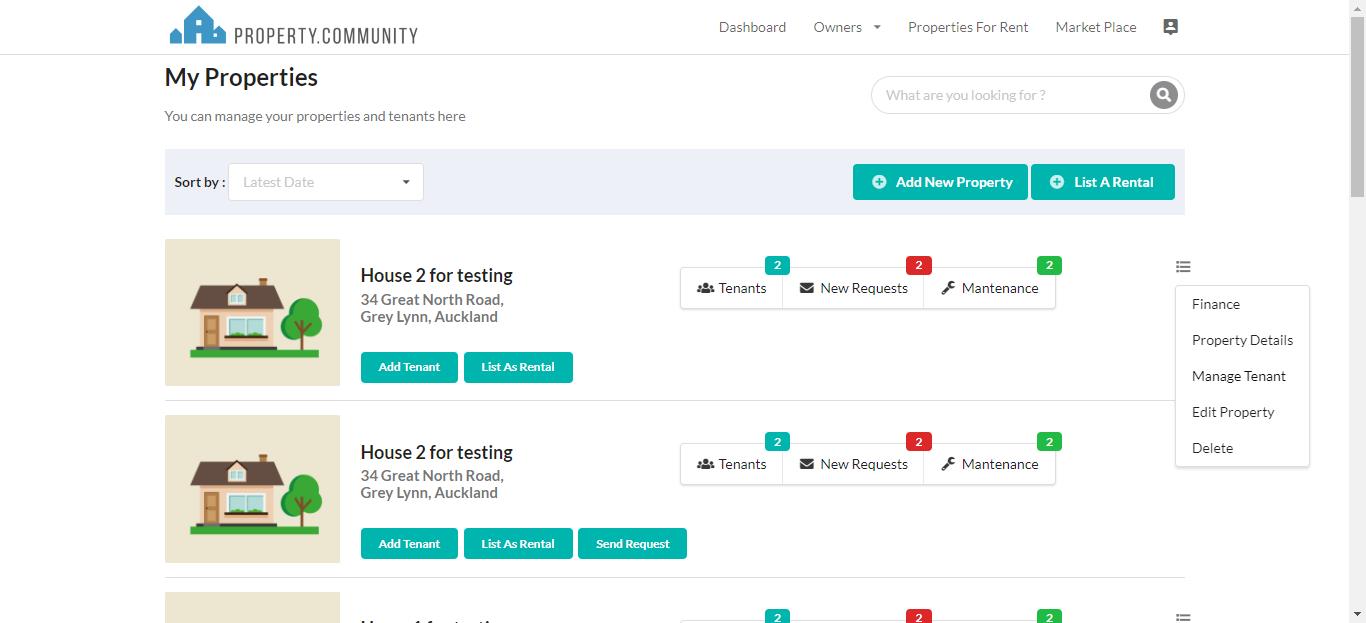 PROPERTY.COMMUNITY
Dashboard
Owners
Properties For Rent
Market Place
My Properties
What are you looking for ?
You can manage your properties and tenants here
Sort by :
Latest Date
Add New Property
List A Rental
House 2 for testing
34 Great North Road,
Grey Lynn, Auckland
Add Tenant
List As Rental
2
2
2
Tenants
New Requests
Mantenance
Finance
Property Details
Manage Tenant
Edit Property
Delete
House 2 for testing
34 Great North Road,
Grey Lynn, Auckland
Add Tenant
List As Rental
Send Request
2
2
2
Tenants
New Requests
Mantenance
2
2
2